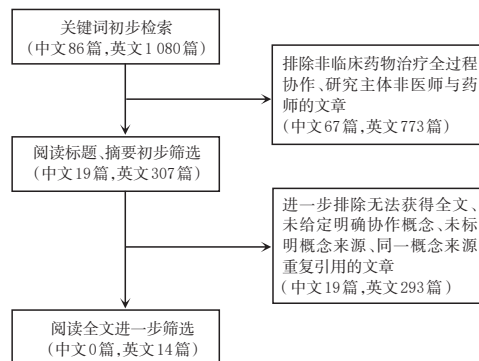 关键词初步检索
(中文86篇,英文1 080篇)
排除非临床药物治疗全过程
协作、研究主体非医师与药
师的文章
(中文67篇,英文773篇)
阅读标题、摘要初步筛选
(中文19篇,英文307篇)
进一步排除无法获得全文、
未给定明确协作概念、未标
明概念来源、同一概念来源
重复引用的文章
(中文19篇,英文293篇)
阅读全文进一步筛选
(中文0篇,英文14篇)